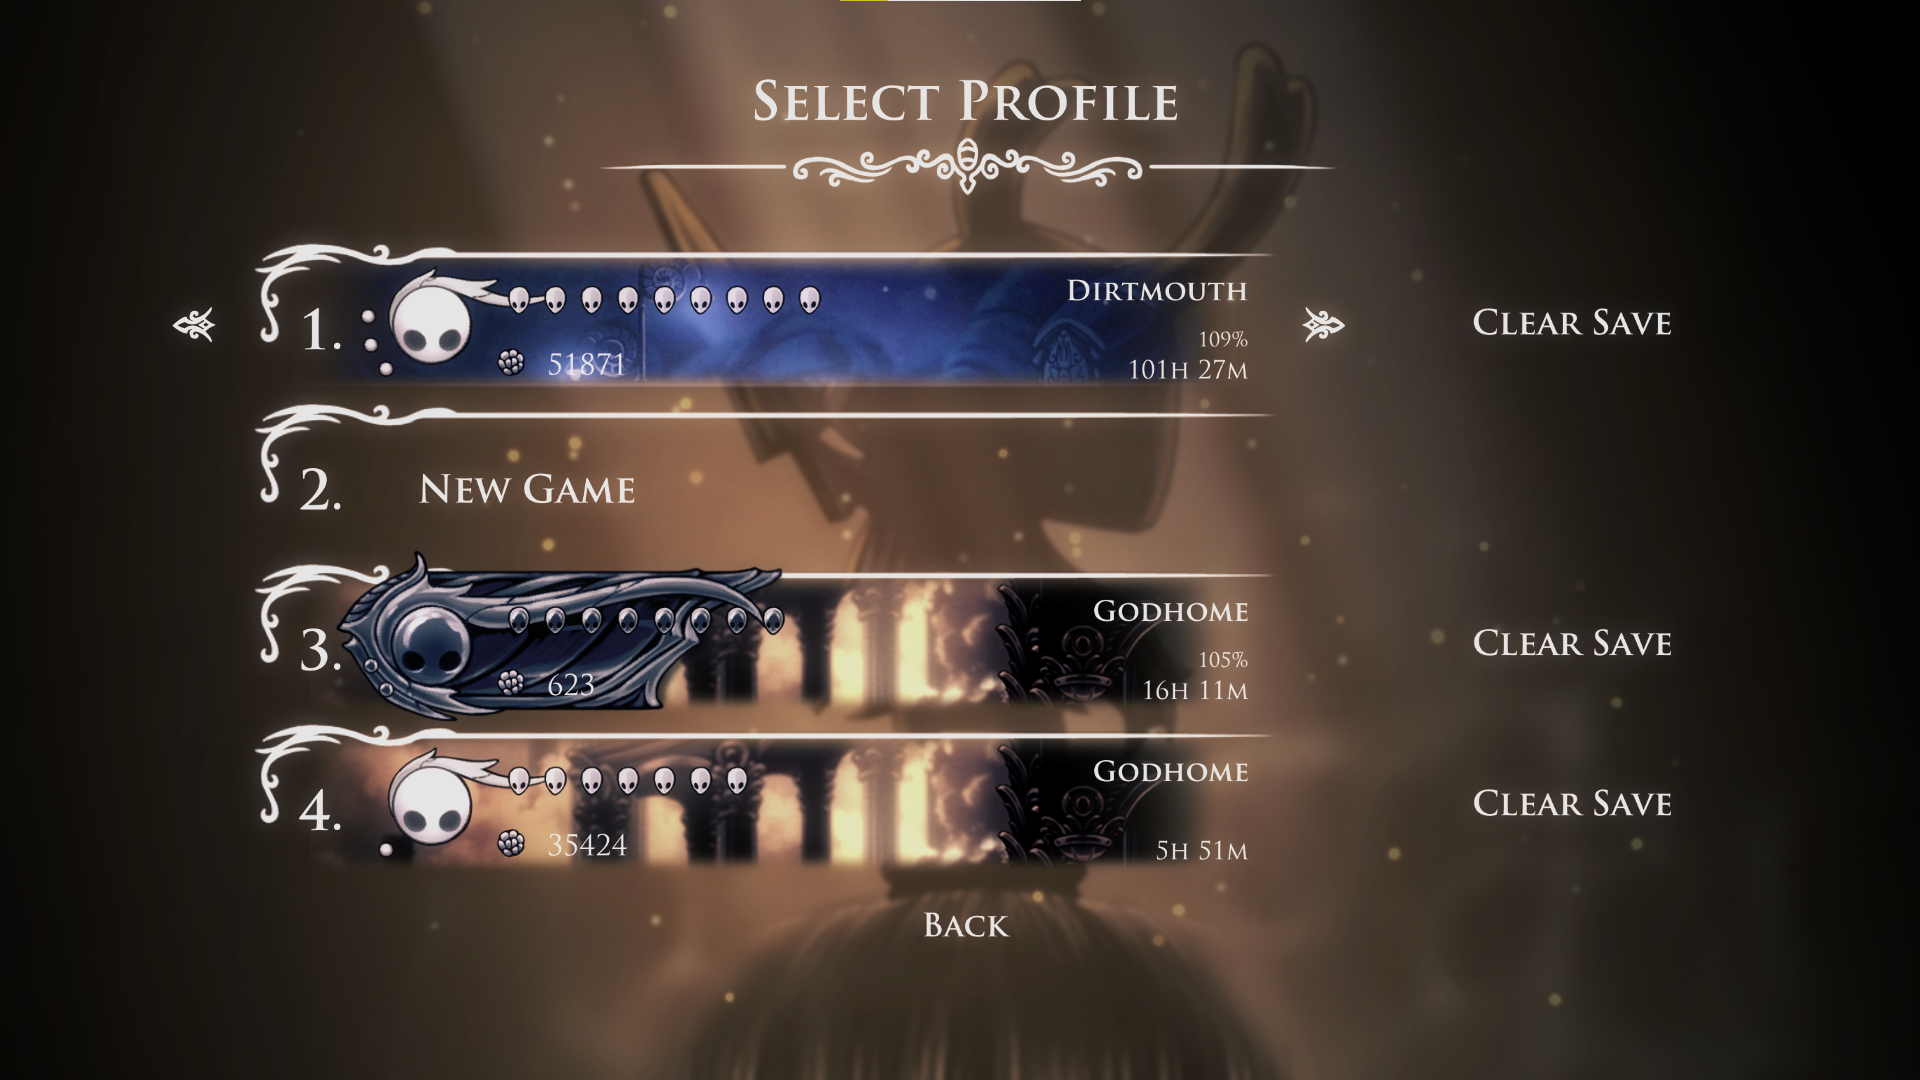 Select Profile
1.
Dirtmouth
109%
51871
101h 27m
Clear Save
2.
New Game
3.
Godhome
105%
623
16h 11m
Clear Save
4.
Godhome
35424
5h 51m
Clear Save
Back